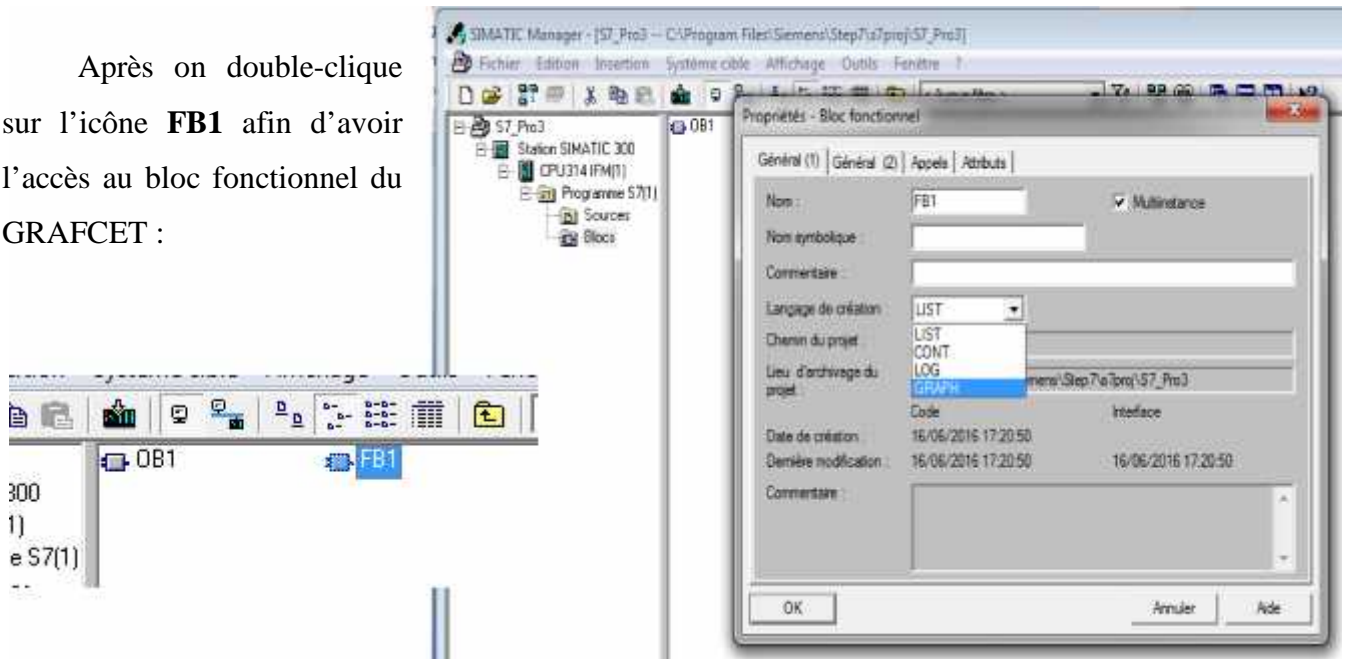 Après on double-clique
sur l’icône FB1 afin d’avoir
l’accès au bloc fonctionnel du
GRAFCET :
SIMATIC Manager - [S7_Pro3 -- C:\Program Files\Siemens\Step7\s7proj\S7_Pro3]
Fichier Edition Insertion Système cible Affichage Outils Fenêtre ?
S7_Pro3
Station SIMATIC 300
CPU314 IFM(1)
Programme S7(1)
Sources
Blocs
OB1
Propriétés - Bloc fonctionnel
Général (1) Général (2) Appels Attributs
Nom : FB1 Multiinstance
Nom symbolique :
Commentaire :
Langage de création LIST
LIST
CONT
LOG
GRAPH
Chemin du projet
Lieu d'archivage du
projet :
\Step7\s7proj\S7_Pro3
Code Interface
Date de création : 16/06/2016 17:20:50
Dernière modification : 16/06/2016 17:20:50 16/06/2016 17:20:50
Commentaire :
OK Annuler Aide
OB1 FB1
300
1)
e S7(1)